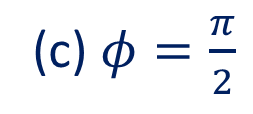 (c) ϕ = π/2